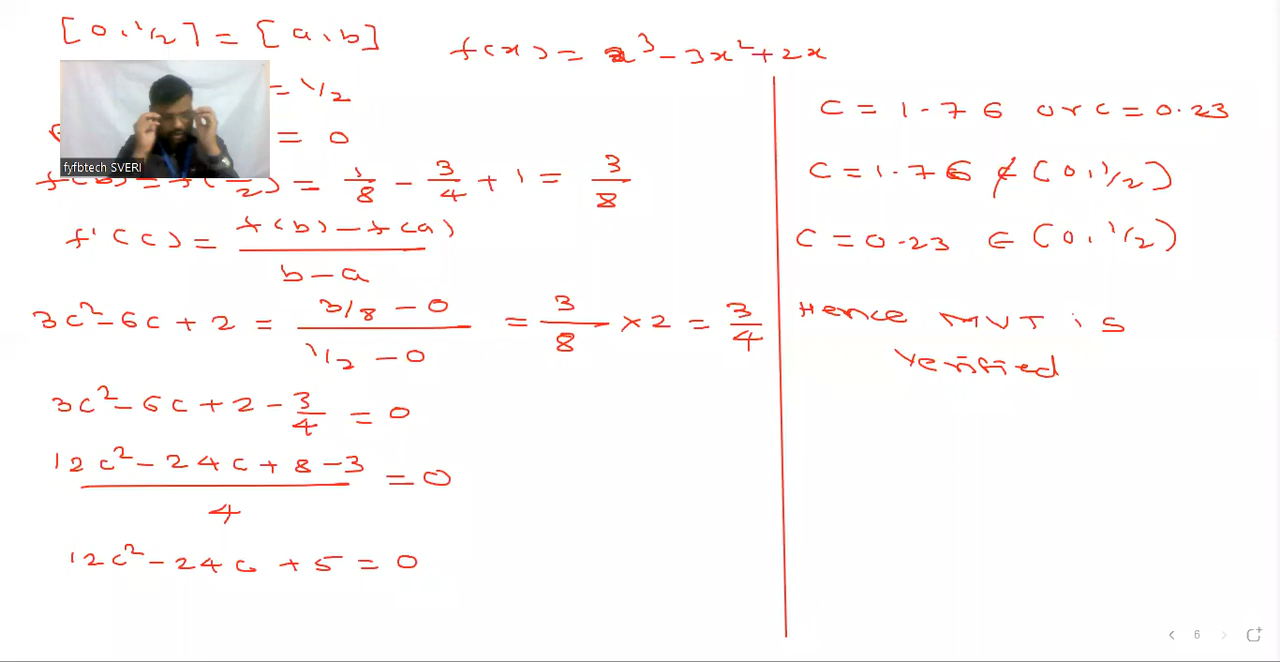 [0, 1/2] = [a, b]
f(x) = x³ - 3x² + 2x
= 1/2
= 0
fyfbtech SVERI
f(b) = f(1/2) = 1/8 - 3/4 + 1 = 3/8
f'(c) = f(b) - f(a) / b - a
3c² - 6c + 2 = 3/8 - 0 / 1/2 - 0 = 3/8 × 2 = 3/4
3c² - 6c + 2 - 3/4 = 0
12c² - 24c + 8 - 3 / 4 = 0
12c² - 24c + 5 = 0
c = 1.76 or c = 0.23
c = 1.76 ∉ (0, 1/2)
c = 0.23 ∈ (0, 1/2)
Hence MVT is
verified
< 6 >